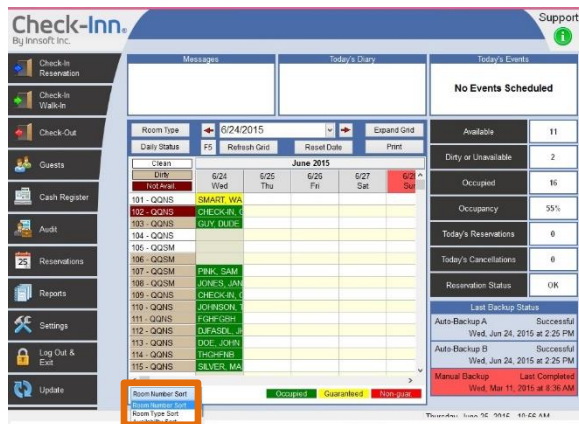 Check-Inn®
By Innsoft Inc.
Support
Check-In
Reservation
Check-In
Walk-In
Check-Out
Guests
Cash Register
Audit
25
Reservations
Reports
Settings
Log Out &
Exit
Update
Messages
Today's Diary
Today's Events
No Events Scheduled
Room Type
6/24/2015
Expand Grid
Daily Status
F5
Refresh Grid
Reset Date
Print
Clean
June 2015
Dirty
6/24
6/25
6/26
6/27
Not Avail.
Wed
Thu
Fri
Sat
101 - QQNS SMART, WA
102 - QQNS CHECK-IN,
103 - QQNS GUY, DUDE
104 - QQNS
105 - QQSM
106 - QQSM
107 - QQSM PINK, SAM
108 - QQSM JONES, JAN
109 - QQNS CHECK-IN,
110 - QQNS JOHNSON,
111 - QQNS FGHFGBH
112 - QQNS DJFASDL,
113 - QQNS DOE, JOHN
114 - QQNS THGHFNB
115 - QQNS SILVER, MA
Room Number Sort
Occupied
Guaranteed
Non-guar.
Room Number Sort
Room Type Sort
Available 11
Dirty or Unavailable 2
Occupied 16
Occupancy 55%
Today's Reservations 0
Today's Cancellations 0
Reservation Status OK
Last Backup Status
Auto-Backup A Successful
Wed, Jun 24, 2015 at 2:25 PM
Auto-Backup B Successful
Wed, Jun 24, 2015 at 2:25 PM
Manual Backup Last Completed
Wed, Mar 11, 2015 at 8:36 AM
Thursday, June 25, 2015 10:56 AM